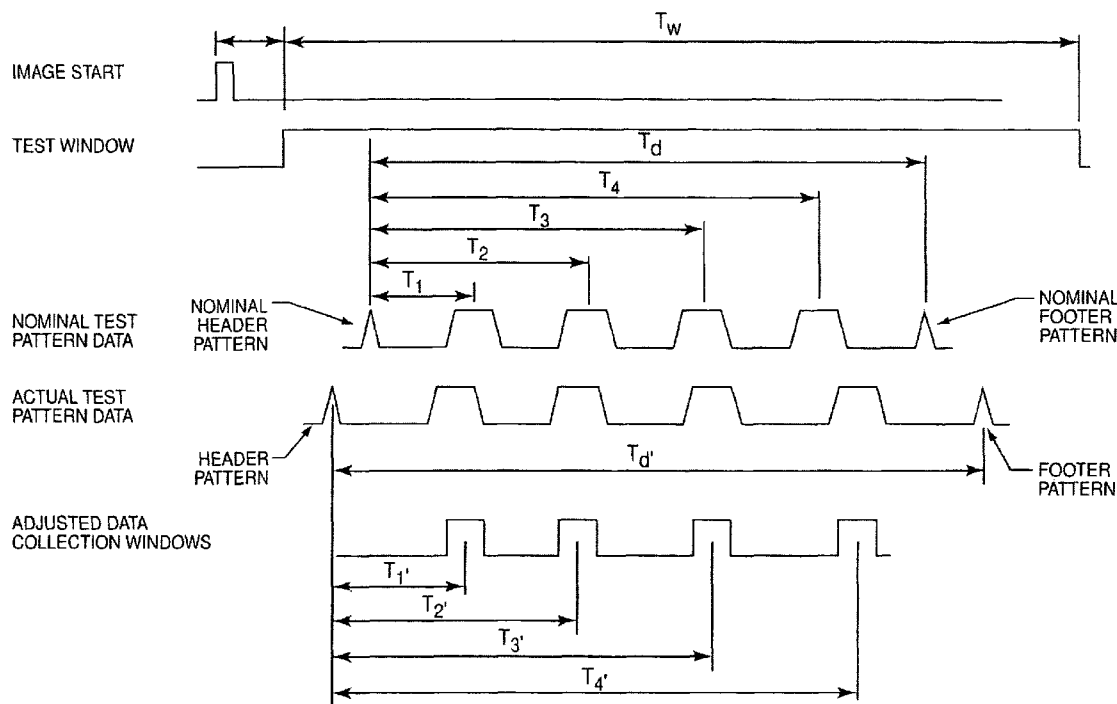 T_w
IMAGE START
TEST WINDOW
T_d
T_4
T_3
T_2
T_1
NOMINAL TEST
PATTERN DATA
NOMINAL
HEADER
PATTERN
NOMINAL
FOOTER
PATTERN
ACTUAL TEST
PATTERN DATA
HEADER
PATTERN
T_d'
FOOTER
PATTERN
ADJUSTED DATA
COLLECTION WINDOWS
T_1'
T_2'
T_3'
T_4'